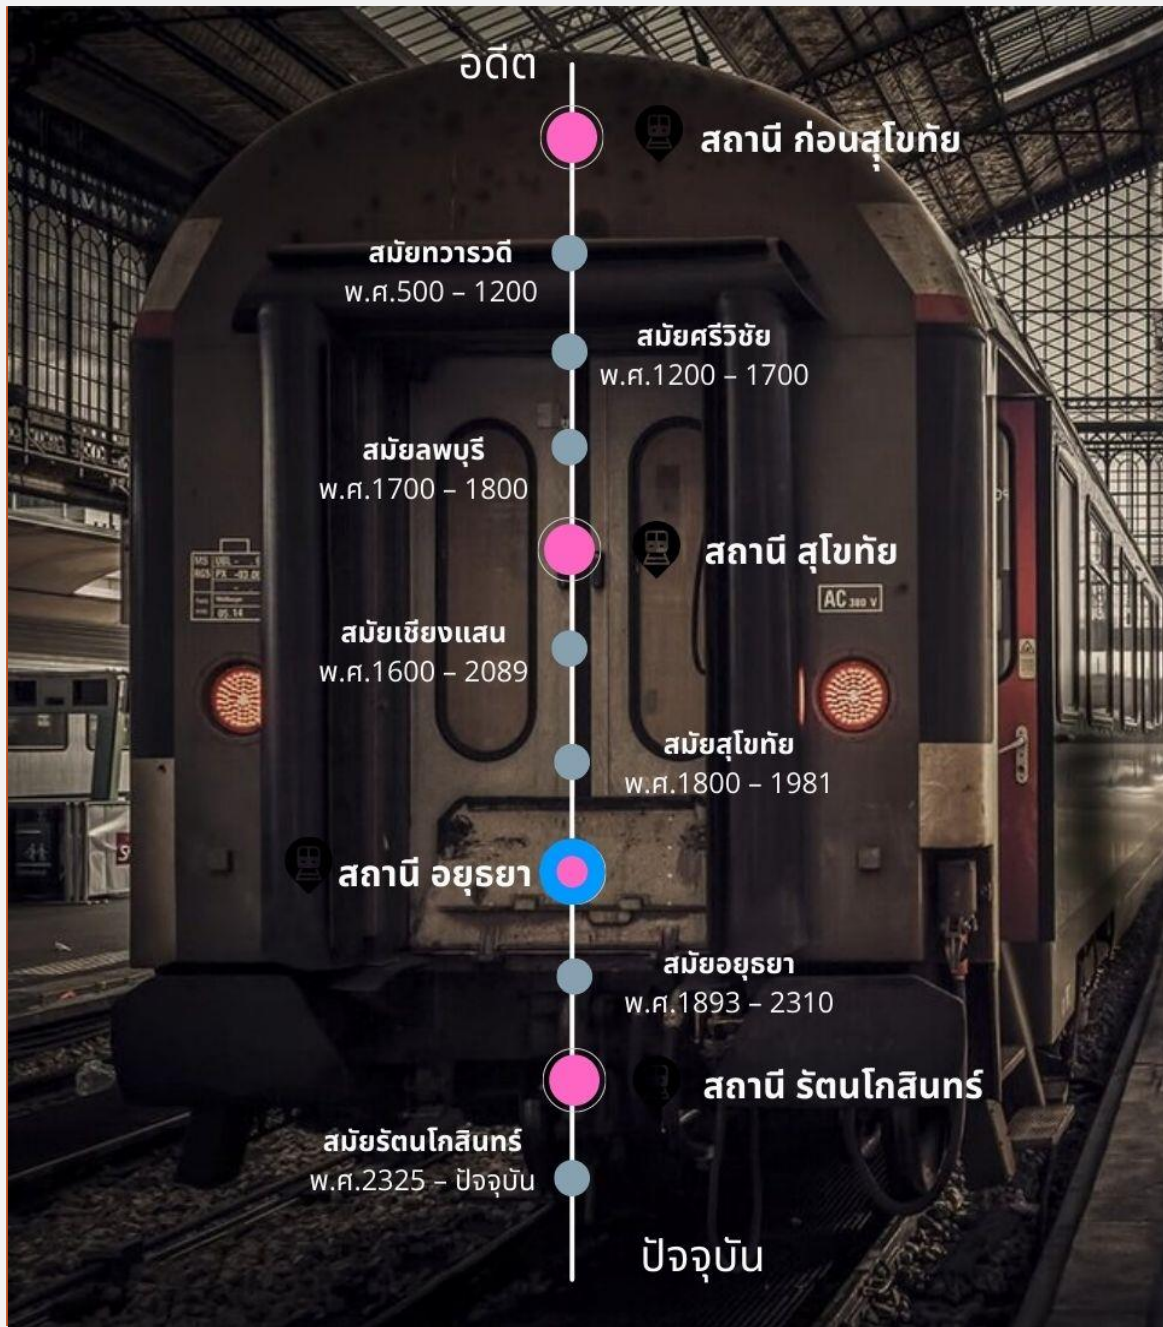 อดีต
สถานี ก่อนสุโขทัย
สมัยทวารวดี
พ.ศ.500 – 1200
สมัยศรีวิชัย
พ.ศ.1200 – 1700
สมัยลพบุรี
พ.ศ.1700 – 1800
สถานี สุโขทัย
AC 380 V
สมัยเชียงแสน
พ.ศ.1600 – 2089
สมัยสุโขทัย
พ.ศ.1800 – 1981
สถานี อยุธยา
สมัยอยุธยา
พ.ศ.1893 – 2310
สถานี รัตนโกสินทร์
สมัยรัตนโกสินทร์
พ.ศ.2325 – ปัจจุบัน
ปัจจุบัน